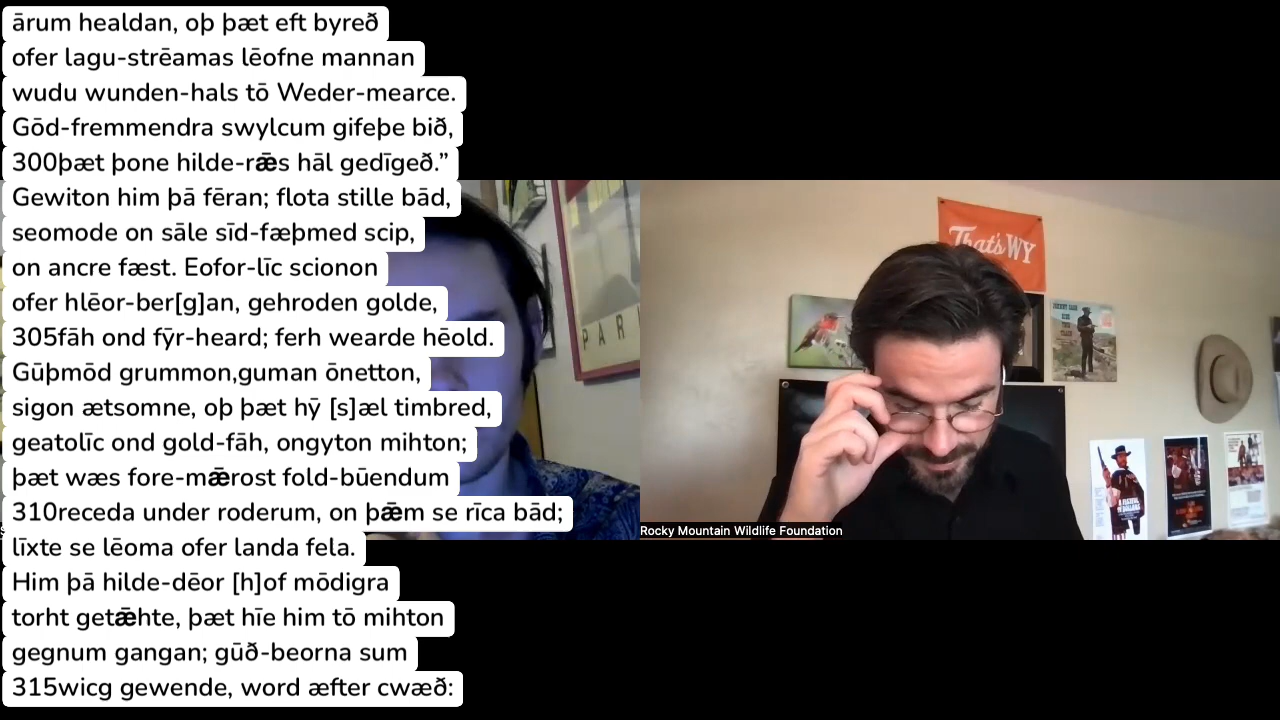 ārum healdan, oþ þæt eft byreð
ofer lagu-strēamas lēofne mannan
wudu wunden-hals tō Weder-mearce.
Gōd-fremmendra swylcum gifeþe bið,
300þæt þone hilde-rǣs hāl gedīgeð.”
Gewiton him þā fēran; flota stille bād,
seomode on sāle sīd-fæþmed scip,
on ancre fæst. Eofor-līc scionon
ofer hlēor-ber[g]an, gehroden golde,
305fāh ond fȳr-heard; ferh wearde hēold.
Gūþmōd grummon,guman ōnetton,
sigon ætsomne, oþ þæt hȳ [s]æl timbred,
geatolīc ond gold-fāh, ongyton mihton;
þæt wæs fore-mǣrost fold-būendum
310receda under roderum, on þǣm se rīca bād;
līxte se lēoma ofer landa fela.
Him þā hilde-dēor [h]of mōdigra
torht getǣhte, þæt hīe him tō mihton
gegnum gangan; gūð-beorna sum
315wicg gewende, word æfter cwæð:
PARI
That's WY
Rocky Mountain Wildlife Foundation